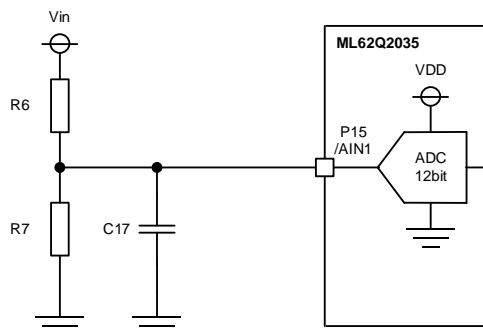 Vin
ML62Q2035
VDD
R6
P15
/AIN1
ADC
12bit
R7
C17